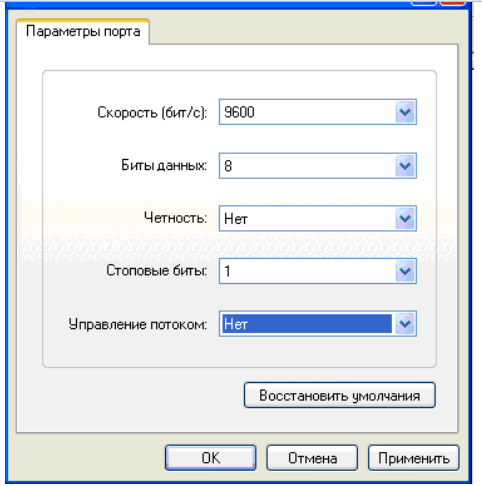 Параметры порта
Скорость (бит/с): 9600
Биты данных: 8
Четность: Нет
Стоповые биты: 1
Управление потоком: Нет
Восстановить умолчания
OK Отмена Применить